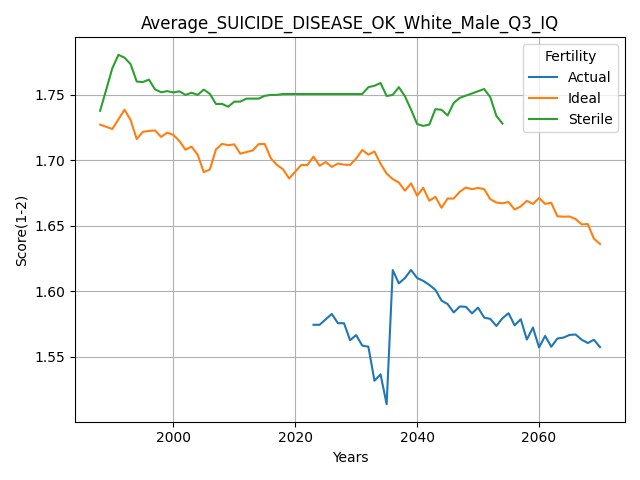 Average_SUICIDE_DISEASE_OK_White_Male_Q3_IQ
Fertility
Actual
Ideal
Sterile
Score(1-2)
1.75
1.70
1.65
1.60
1.55
2000 2020 2040 2060
Years